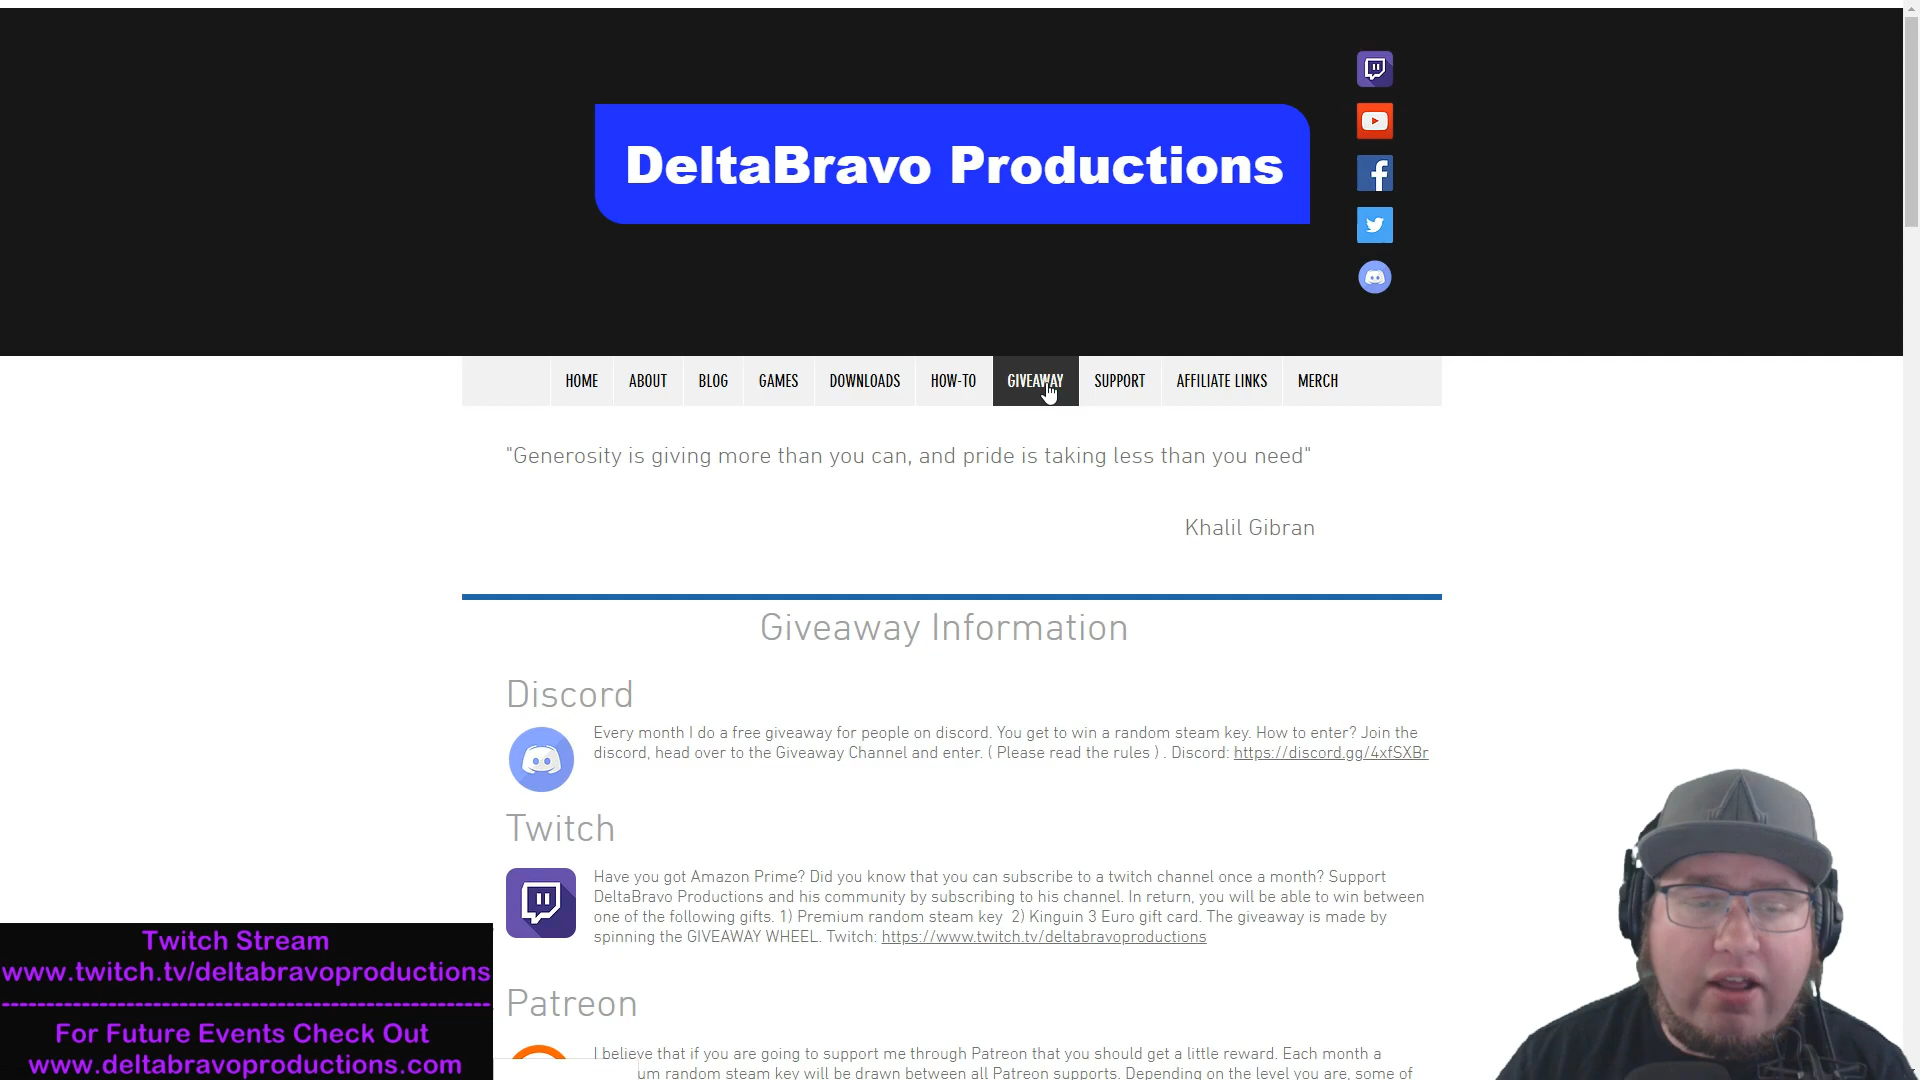 DeltaBravo Productions
HOME ABOUT BLOG GAMES DOWNLOADS HOW-TO GIVEAWAY SUPPORT AFFILIATE LINKS MERCH
"Generosity is giving more than you can, and pride is taking less than you need"
Khalil Gibran
Giveaway Information
Discord
Every month I do a free giveaway for people on discord. You get to win a random steam key. How to enter? Join the
discord, head over to the Giveaway Channel and enter. ( Please read the rules ) . Discord: https://discord.gg/4xfSXBr
Twitch
Have you got Amazon Prime? Did you know that you can subscribe to a twitch channel once a month? Support
DeltaBravo Productions and his community by subscribing to his channel. In return, you will be able to win between
one of the following gifts. 1) Premium random steam key 2) Kinguin 3 Euro gift card. The giveaway is made by
spinning the GIVEAWAY WHEEL. Twitch: https://www.twitch.tv/deltabravoproductions
Patreon
I believe that if you are going to support me through Patreon that you should get a little reward. Each month a
um random steam key will be drawn between all Patreon supports. Depending on the level you are, some of
Twitch Stream
www.twitch.tv/deltabravoproductions
-----------------------------------------------------
For Future Events Check Out
www.deltabravoproductions.com